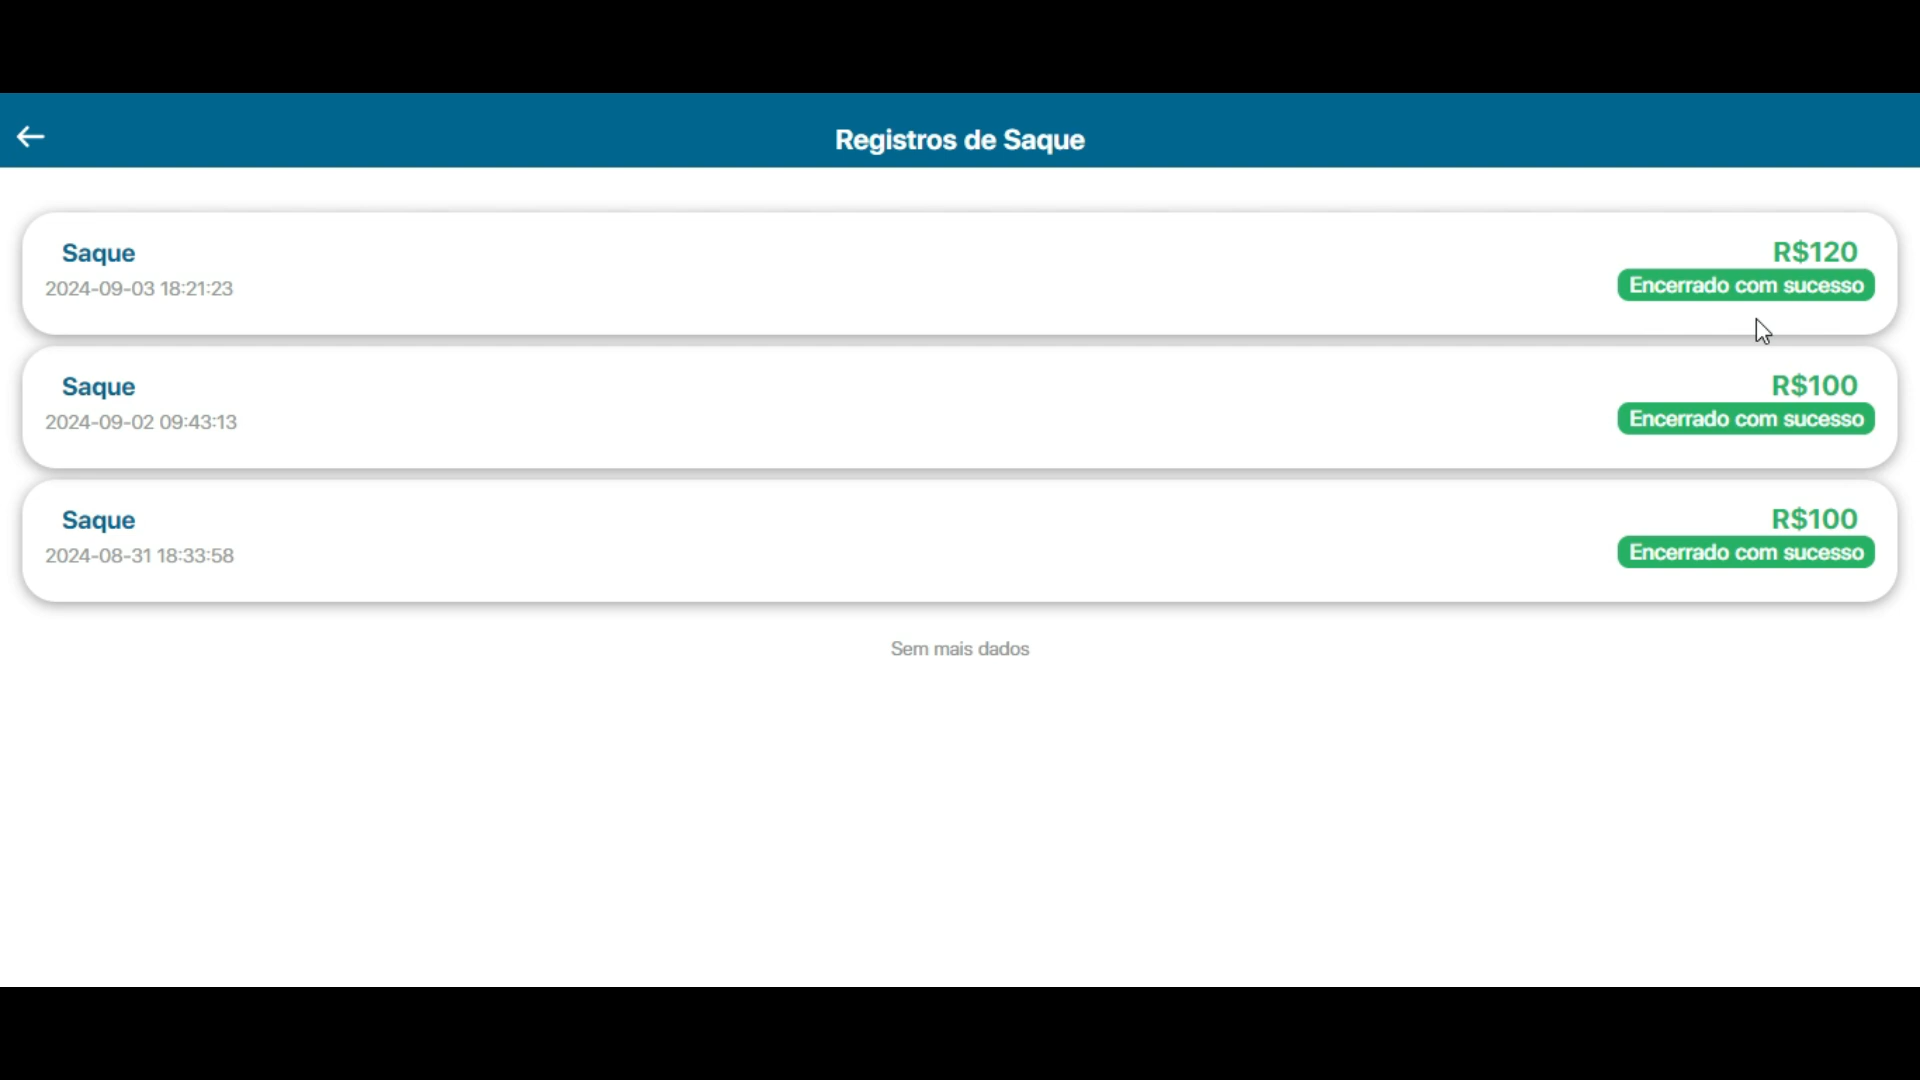 Registros de Saque
Saque
R$120
2024-09-03 18:21:23
Encerrado com sucesso
Saque
R$100
2024-09-02 09:43:13
Encerrado com sucesso
Saque
R$100
2024-08-31 18:33:58
Encerrado com sucesso
Sem mais dados